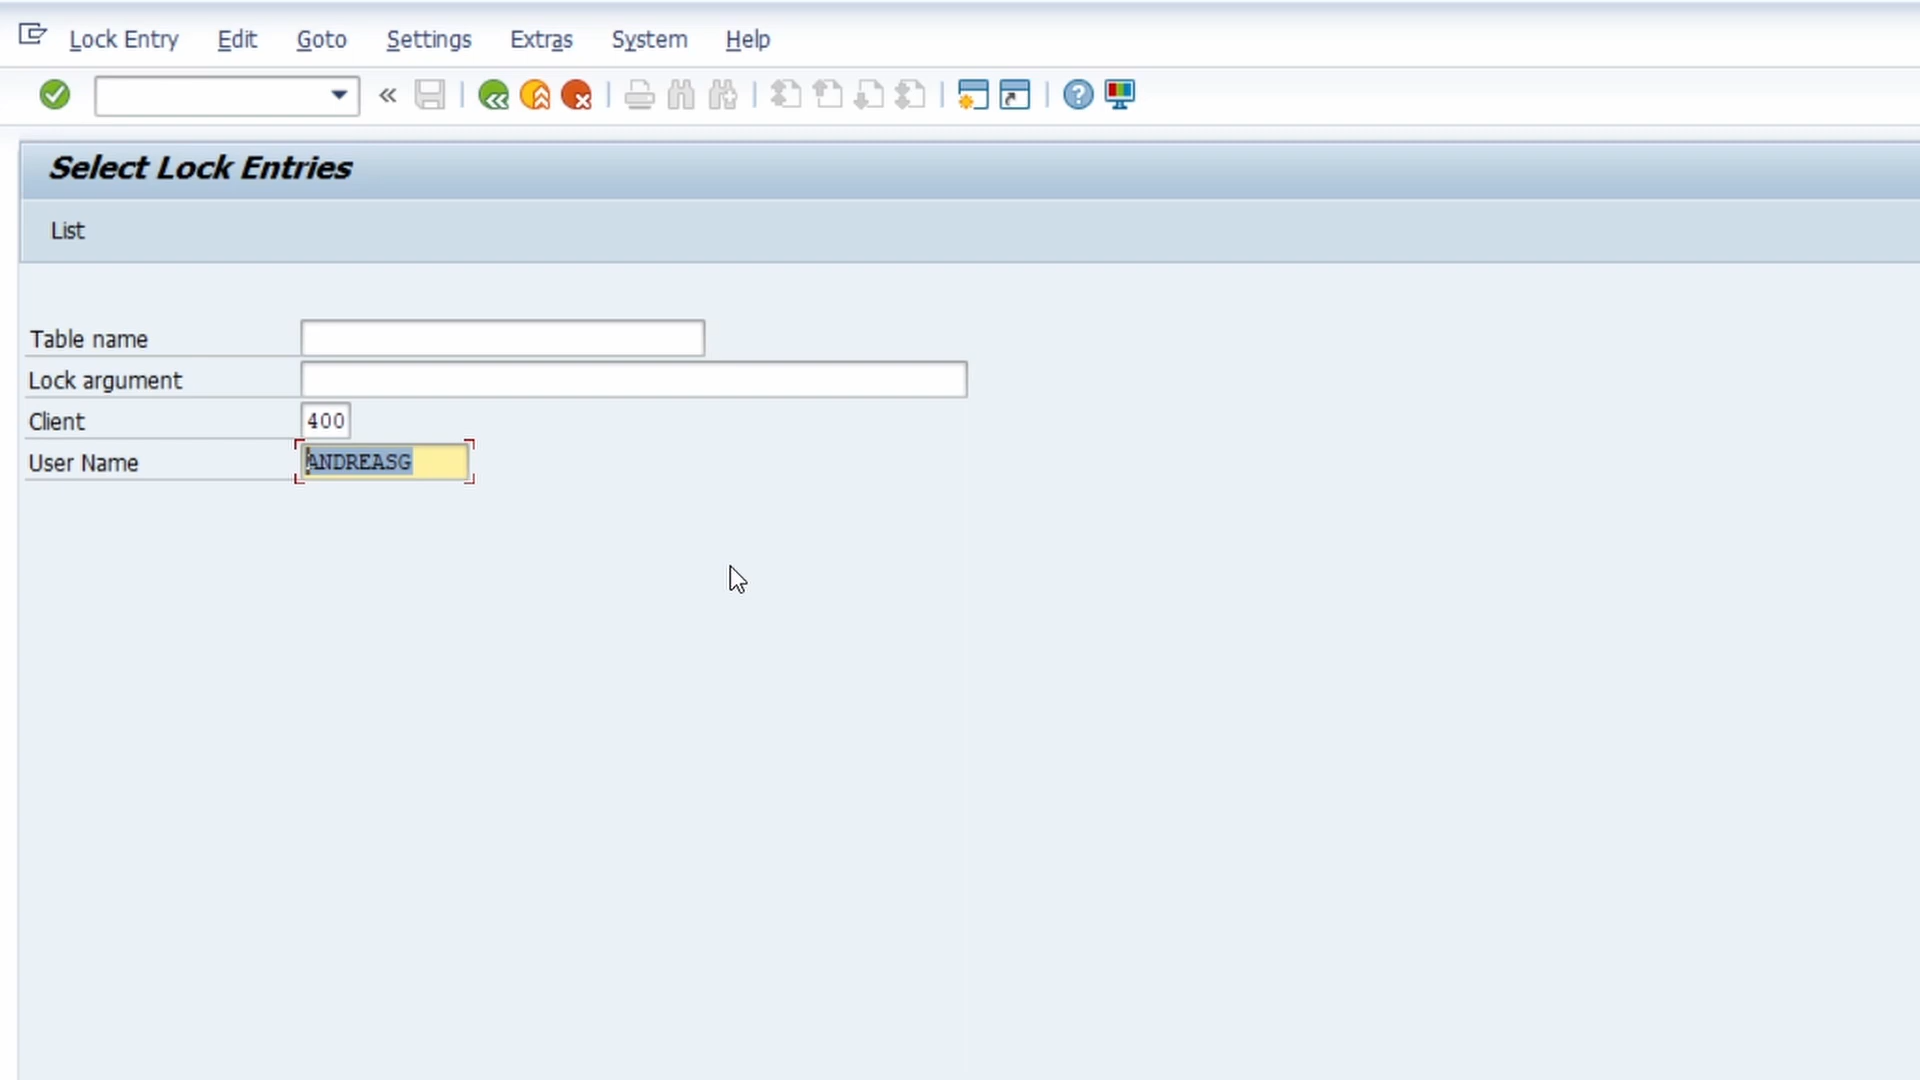 Lock Entry Edit Goto Settings Extras System Help
Select Lock Entries
List
Table name
Lock argument
Client 400
User Name ANDREASG